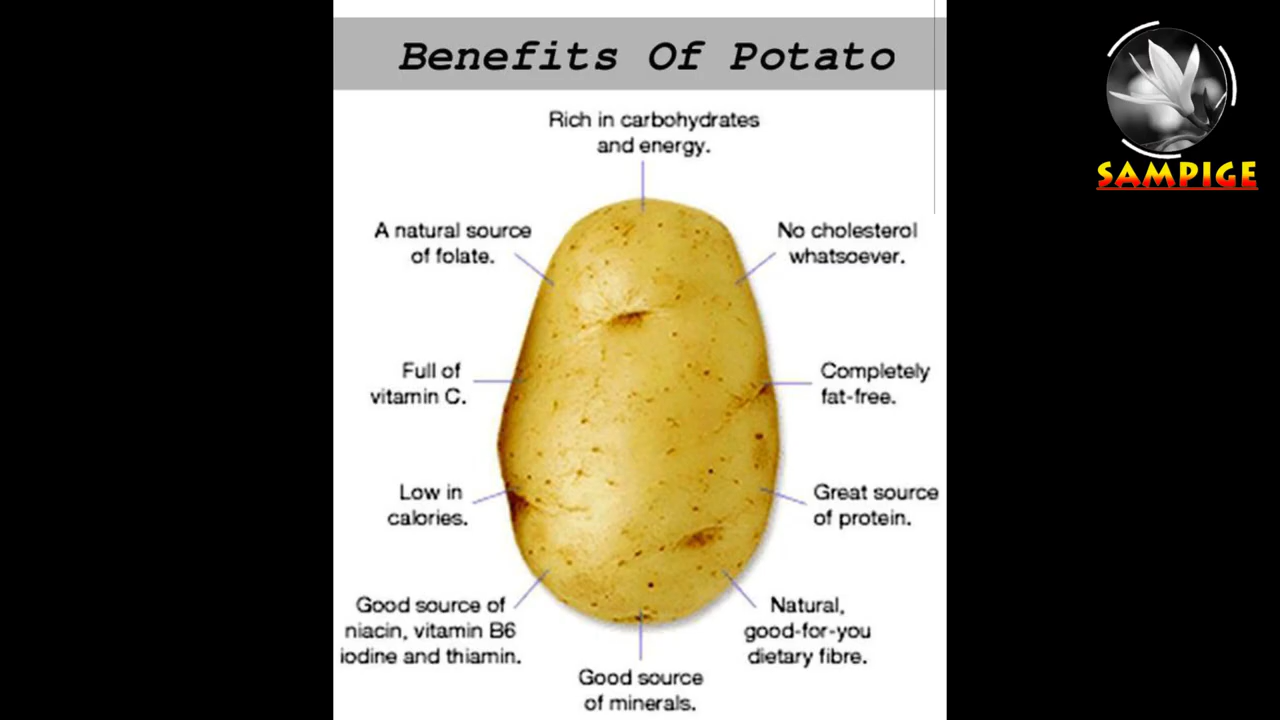 Benefits Of Potato
SAMPIGE
Rich in carbohydrates
and energy.
A natural source
of folate.
No cholesterol
whatsoever.
Full of
vitamin C.
Completely
fat-free.
Low in
calories.
Great source
of protein.
Good source of
niacin, vitamin B6
iodine and thiamin.
Natural,
good-for-you
dietary fibre.
Good source
of minerals.